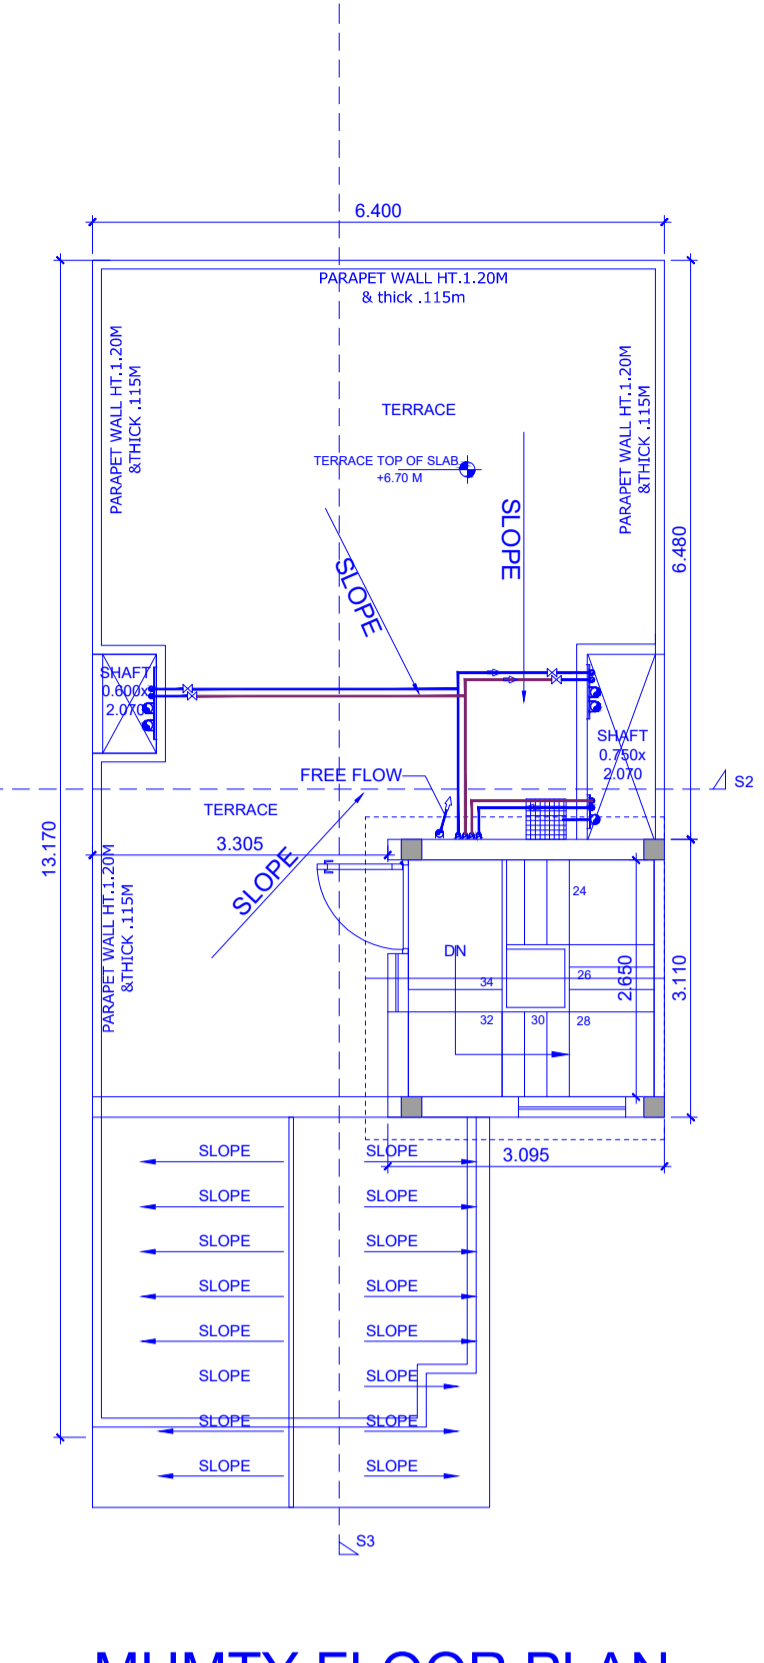 6.400
PARAPET WALL HT.1.20M
& thick .115m
PARAPET WALL HT.1.20M
&THICK .115M
PARAPET WALL HT.1.20M
&THICK .115M
TERRACE
TERRACE TOP OF SLAB
+6.70 M
SLOPE
SLOPE
6.480
SHAFT
0.600x
2.070
SHAFT
0.750x
2.070
FREE FLOW
S2
TERRACE
3.305
13.170
SLOPE
PARAPET WALL HT.1.20M
&THICK .115M
24
DN
26
34
2.650
3.110
32
30
28
SLOPE
SLOPE
3.095
SLOPE
SLOPE
SLOPE
SLOPE
SLOPE
SLOPE
SLOPE
SLOPE
SLOPE
SLOPE
SLOPE
SLOPE
SLOPE
SLOPE
S3
MUMTY FLOOR PLAN